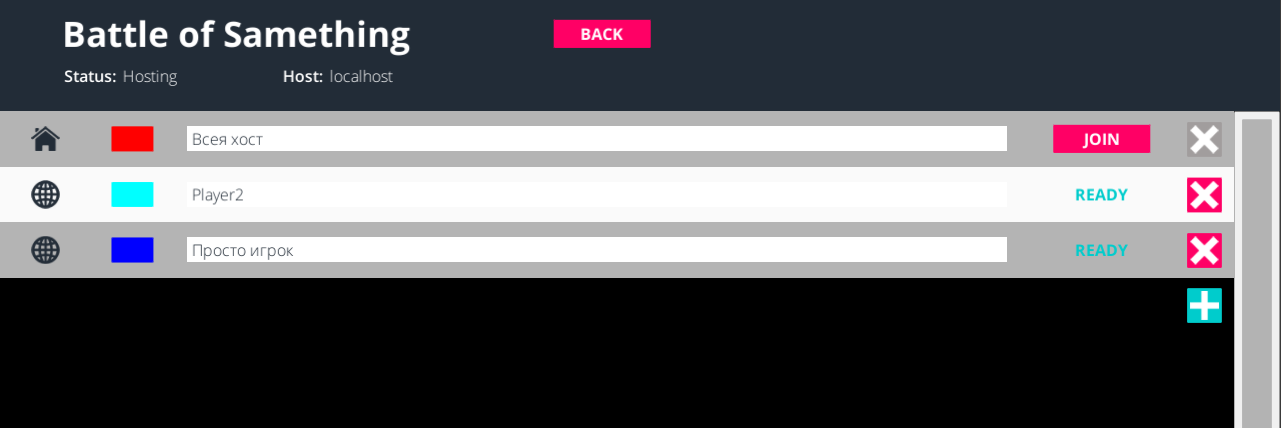 Battle of Samething
BACK
Status: Hosting
Host: localhost
Всея хост
JOIN
Player2
READY
Просто игрок
READY